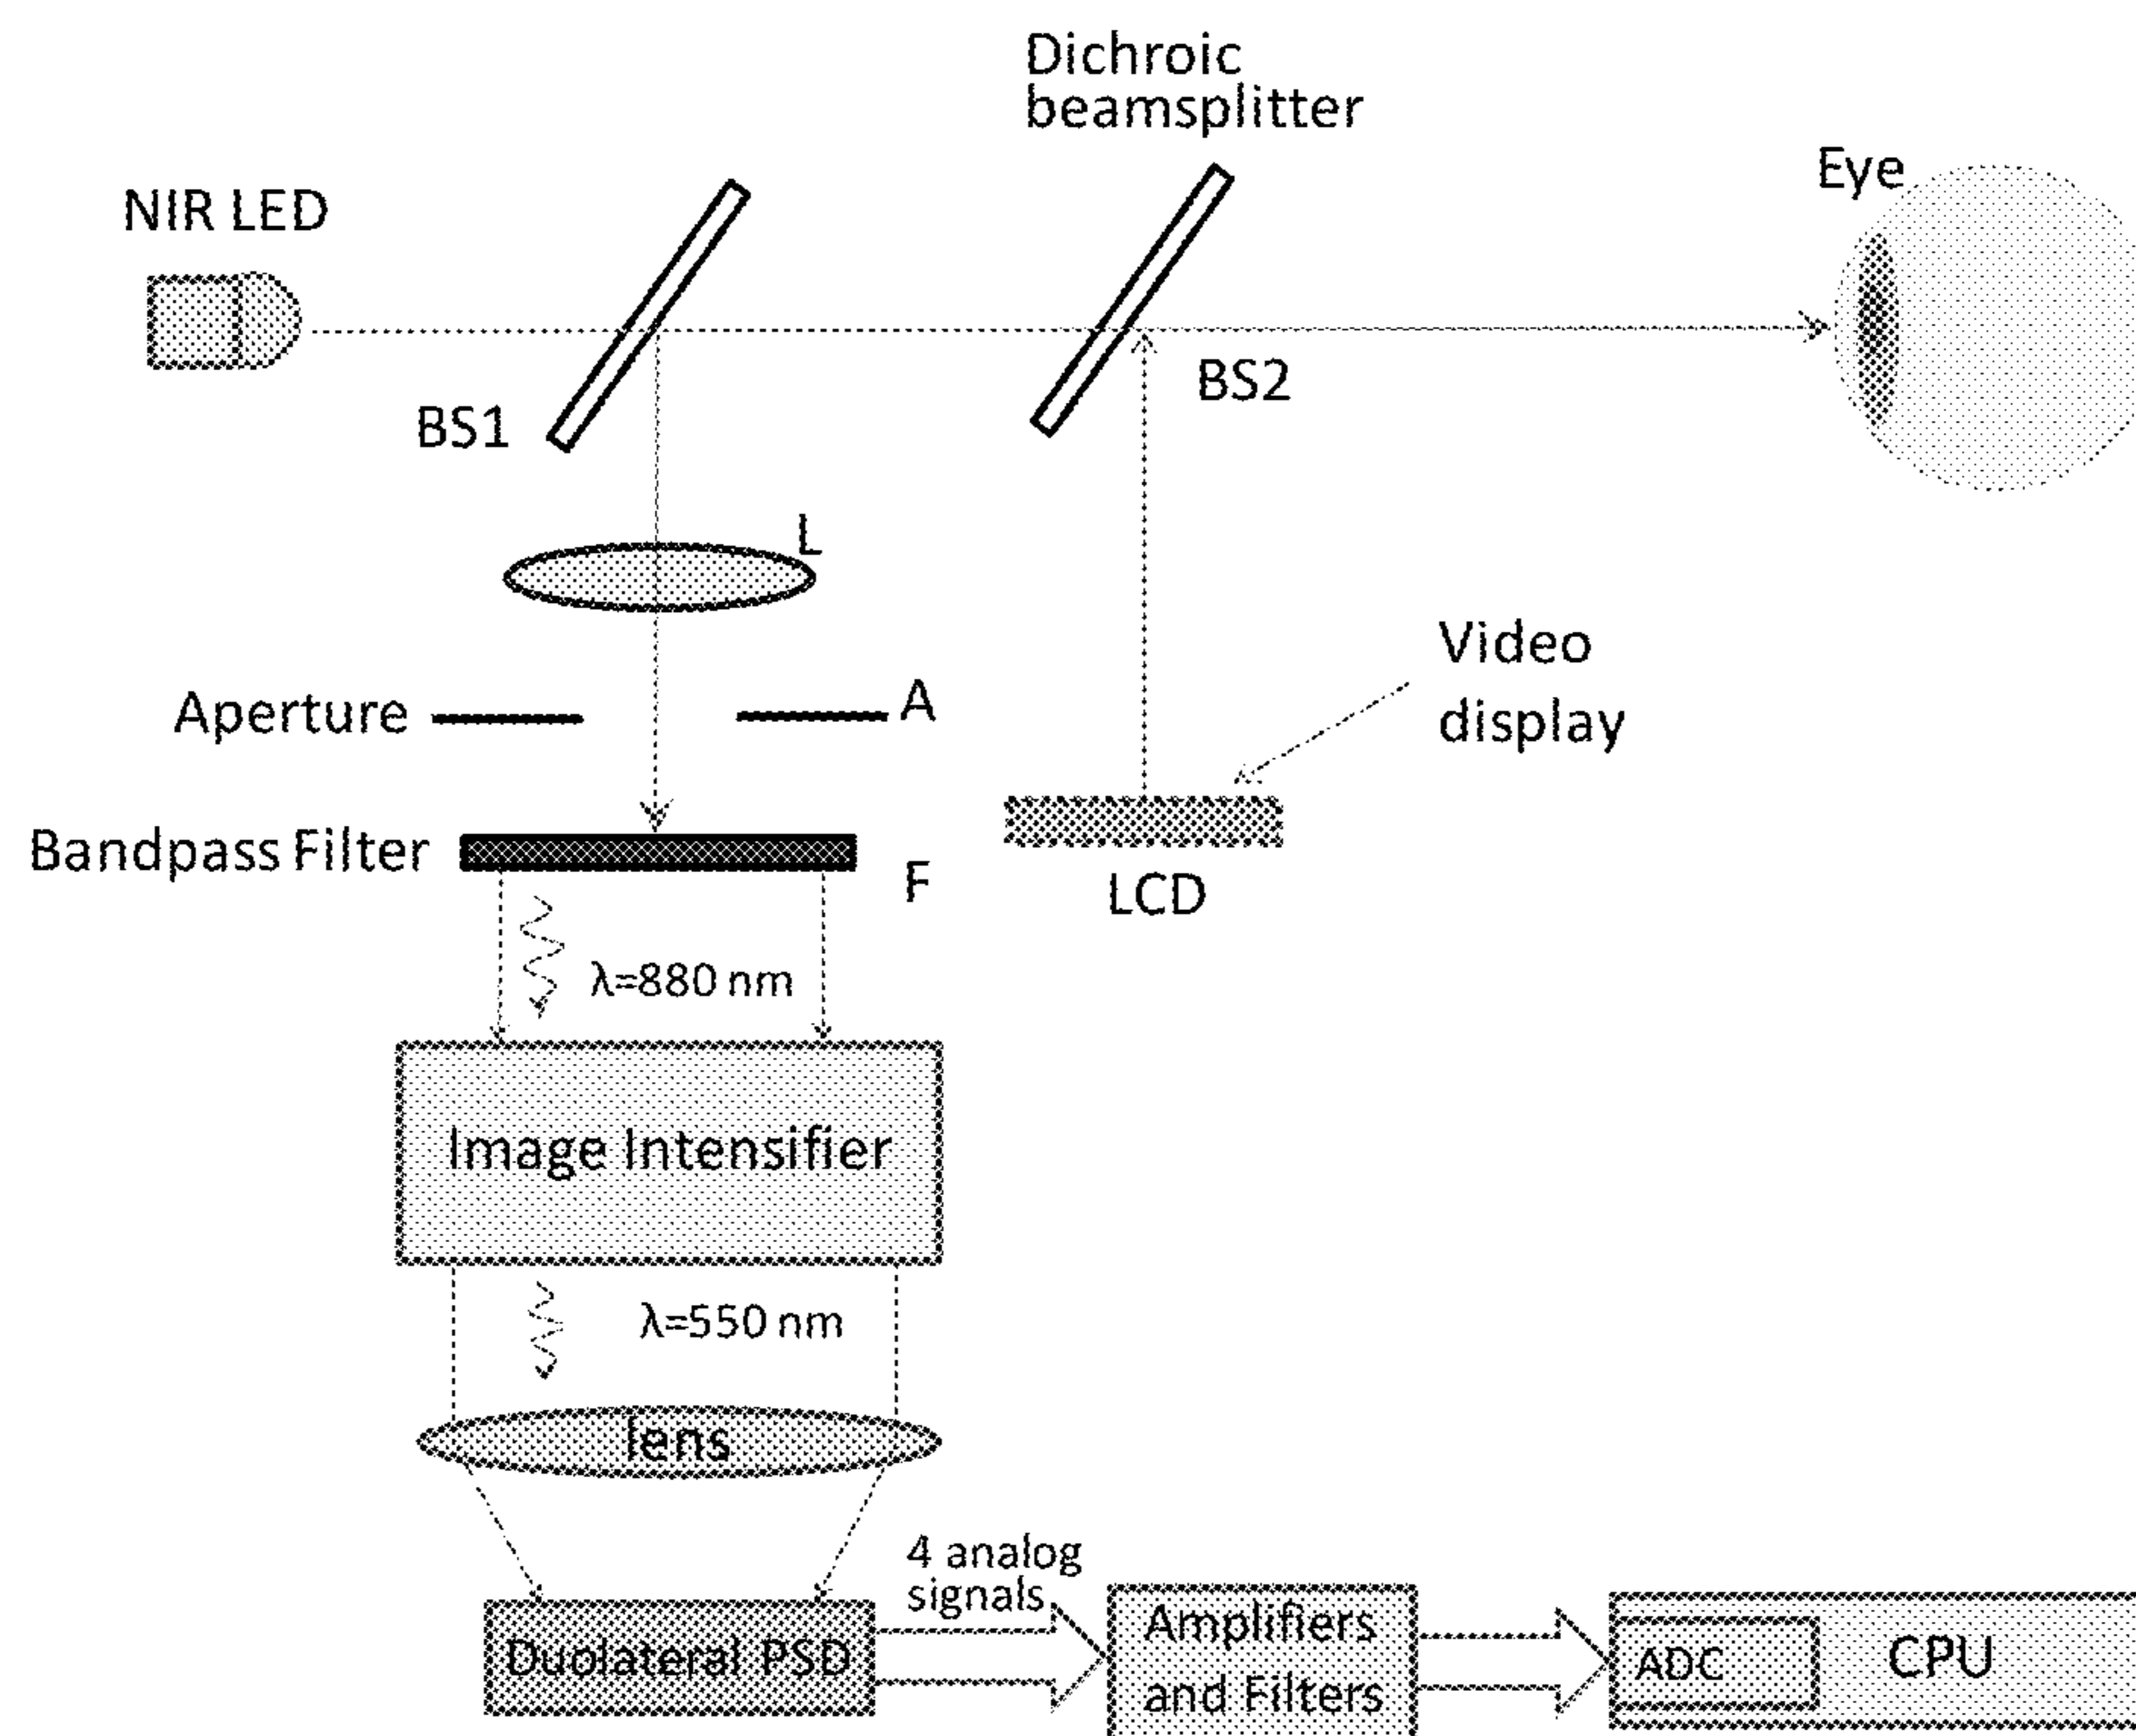 Dichroic
beamsplitter
Eye
NIR LED
BS2
BS1
L
Video
display
Aperture
A
Bandpass Filter
F
LCD
λ=880 nm
Image Intensifier
λ=550 nm
lens
4 analog
signals
Duolateral PSD
Amplifiers
and Filters
ADC
CPU